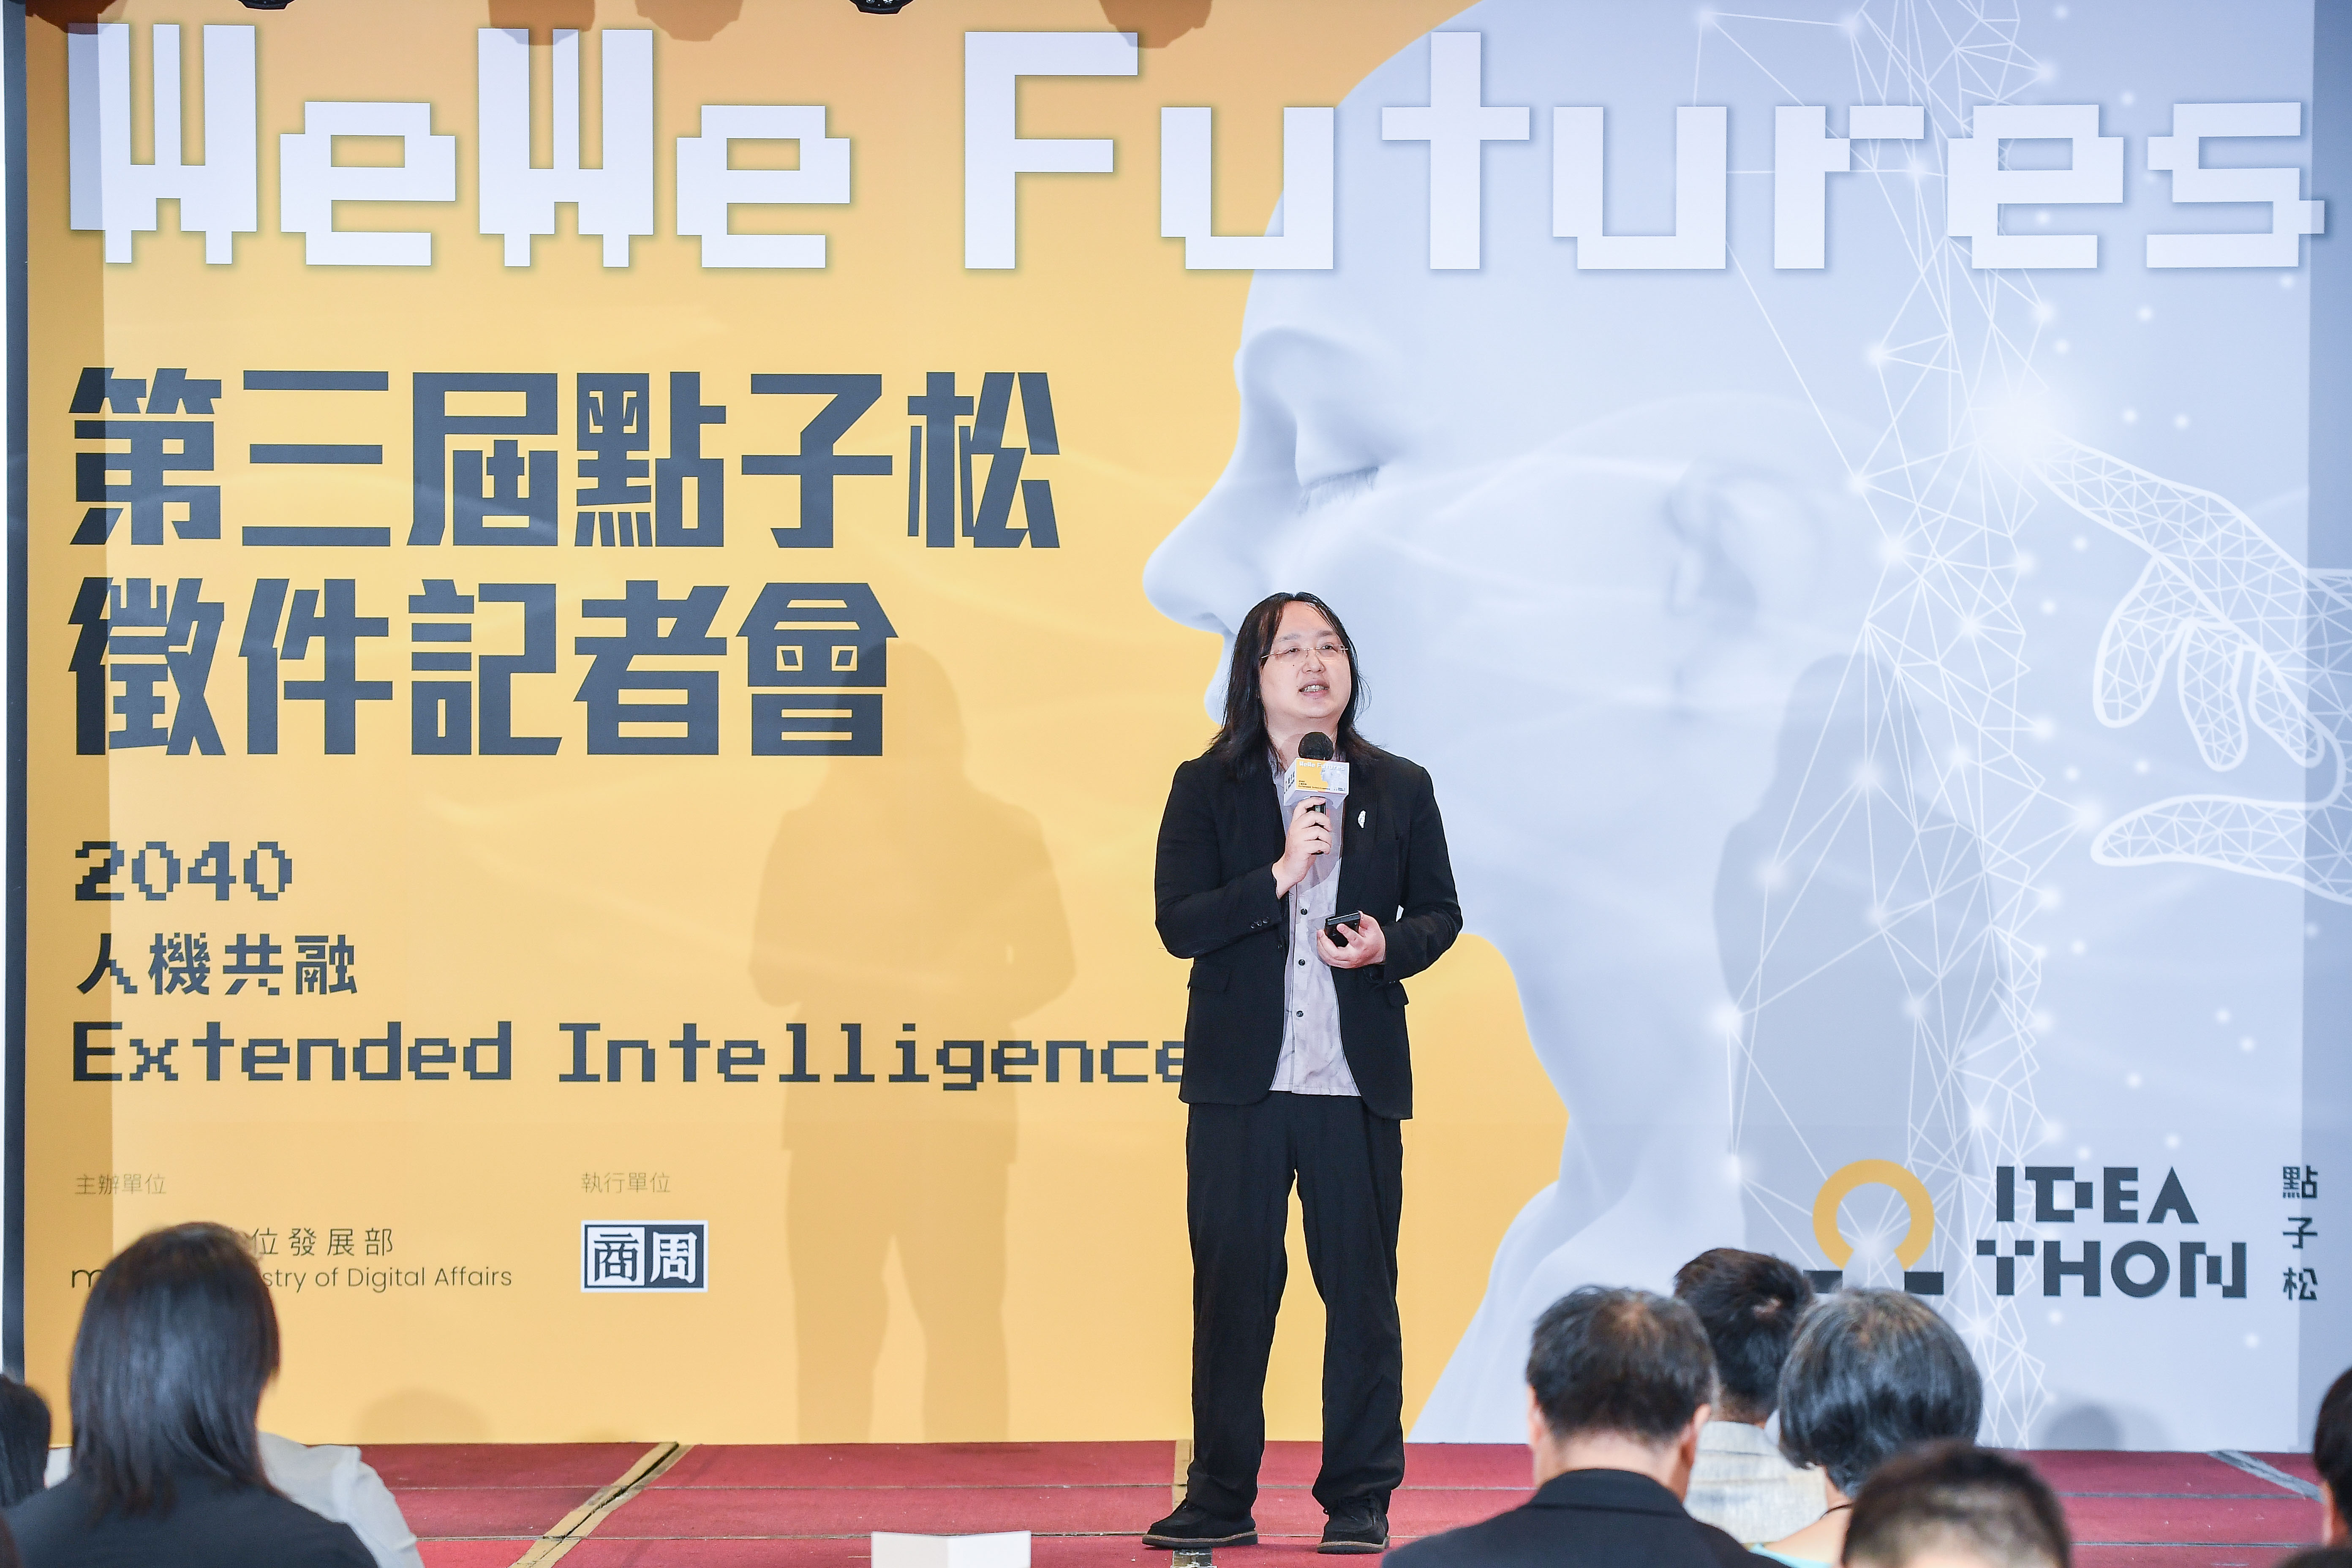 WeWe Futures
第三屆點子松
徵件記者會
2040
人機共融
Extended Intelligence
主辦單位
執行單位
位發展部
of Digital Affairs
商周
IDEA
THON
點子松